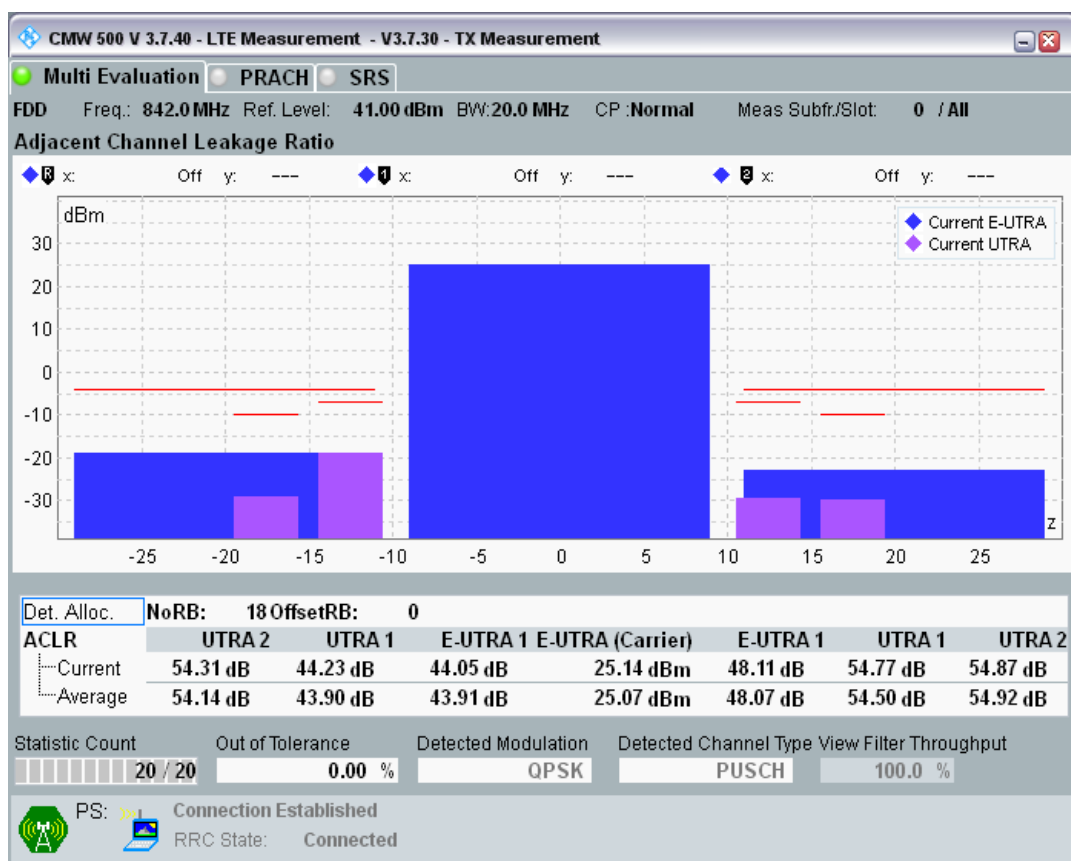 CMW 500 V 3.7.40 - LTE Measurement - V3.7.30 - TX Measurement
Multi Evaluation PRACH SRS
FDD Freq.: 842.0 MHz Ref. Level: 41.00 dBm BW:20.0 MHz CP :Normal Meas Subfr./Slot: 0 / All
Adjacent Channel Leakage Ratio
R x: Off y: --- 1 x: Off y: --- 2 x: Off y: ---
dBm
Current E-UTRA
Current UTRA
30
20
10
0
-10
-20
-30
z
-25 -20 -15 -10 -5 0 5 10 15 20 25
Det. Alloc. NoRB: 18 OffsetRB: 0
ACLR UTRA 2 UTRA 1 E-UTRA 1 E-UTRA (Carrier) E-UTRA 1 UTRA 1 UTRA 2
Current 54.31 dB 44.23 dB 44.05 dB 25.14 dBm 48.11 dB 54.77 dB 54.87 dB
Average 54.14 dB 43.90 dB 43.91 dB 25.07 dBm 48.07 dB 54.50 dB 54.92 dB
Statistic Count Out of Tolerance Detected Modulation Detected Channel Type View Filter Throughput
20 / 20 0.00 % QPSK PUSCH 100.0 %
PS: Connection Established
RRC State: Connected